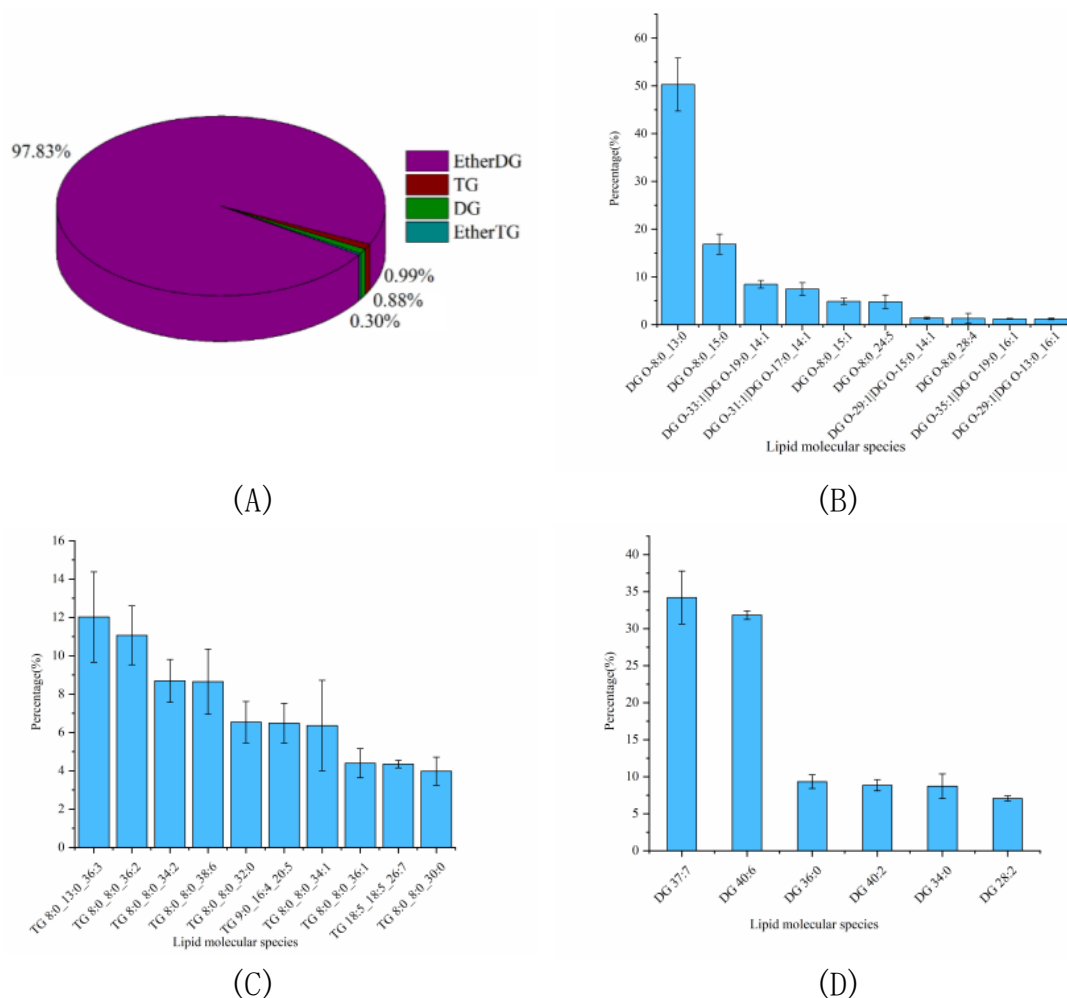 97.83%
EtherDG
TG
DG
EtherTG
0.99%
0.88%
0.30%
(A)
Percentage(%)
60
50
40
30
20
10
0
DG O-8:0_13:0
DG O-8:0_15:0
DG O-33:1|DG O-19:0_14:1
DG O-31:1|DG O-17:0_14:1
DG O-8:0_15:1
DG O-8:0_24:5
DG O-29:1|DG O-15:0_14:1
DG O-8:0_28:4
DG O-35:1|DG O-19:0_16:1
DG O-29:1|DG O-13:0_16:1
Lipid molecular species
(B)
Percentage(%)
16
14
12
10
8
6
4
2
0
TG 8:0_13:0_36:3
TG 8:0_8:0_36:2
TG 8:0_8:0_34:2
TG 8:0_8:0_38:6
TG 8:0_8:0_32:0
TG 9:0_16:4_20:5
TG 8:0_8:0_34:1
TG 8:0_8:0_36:1
TG 18:5_18:5_26:7
TG 8:0_8:0_30:0
Lipid molecular species
(C)
Percentage(%)
40
35
30
25
20
15
10
5
0
DG 37:7
DG 40:6
DG 36:0
DG 40:2
DG 34:0
DG 28:2
Lipid molecular species
(D)